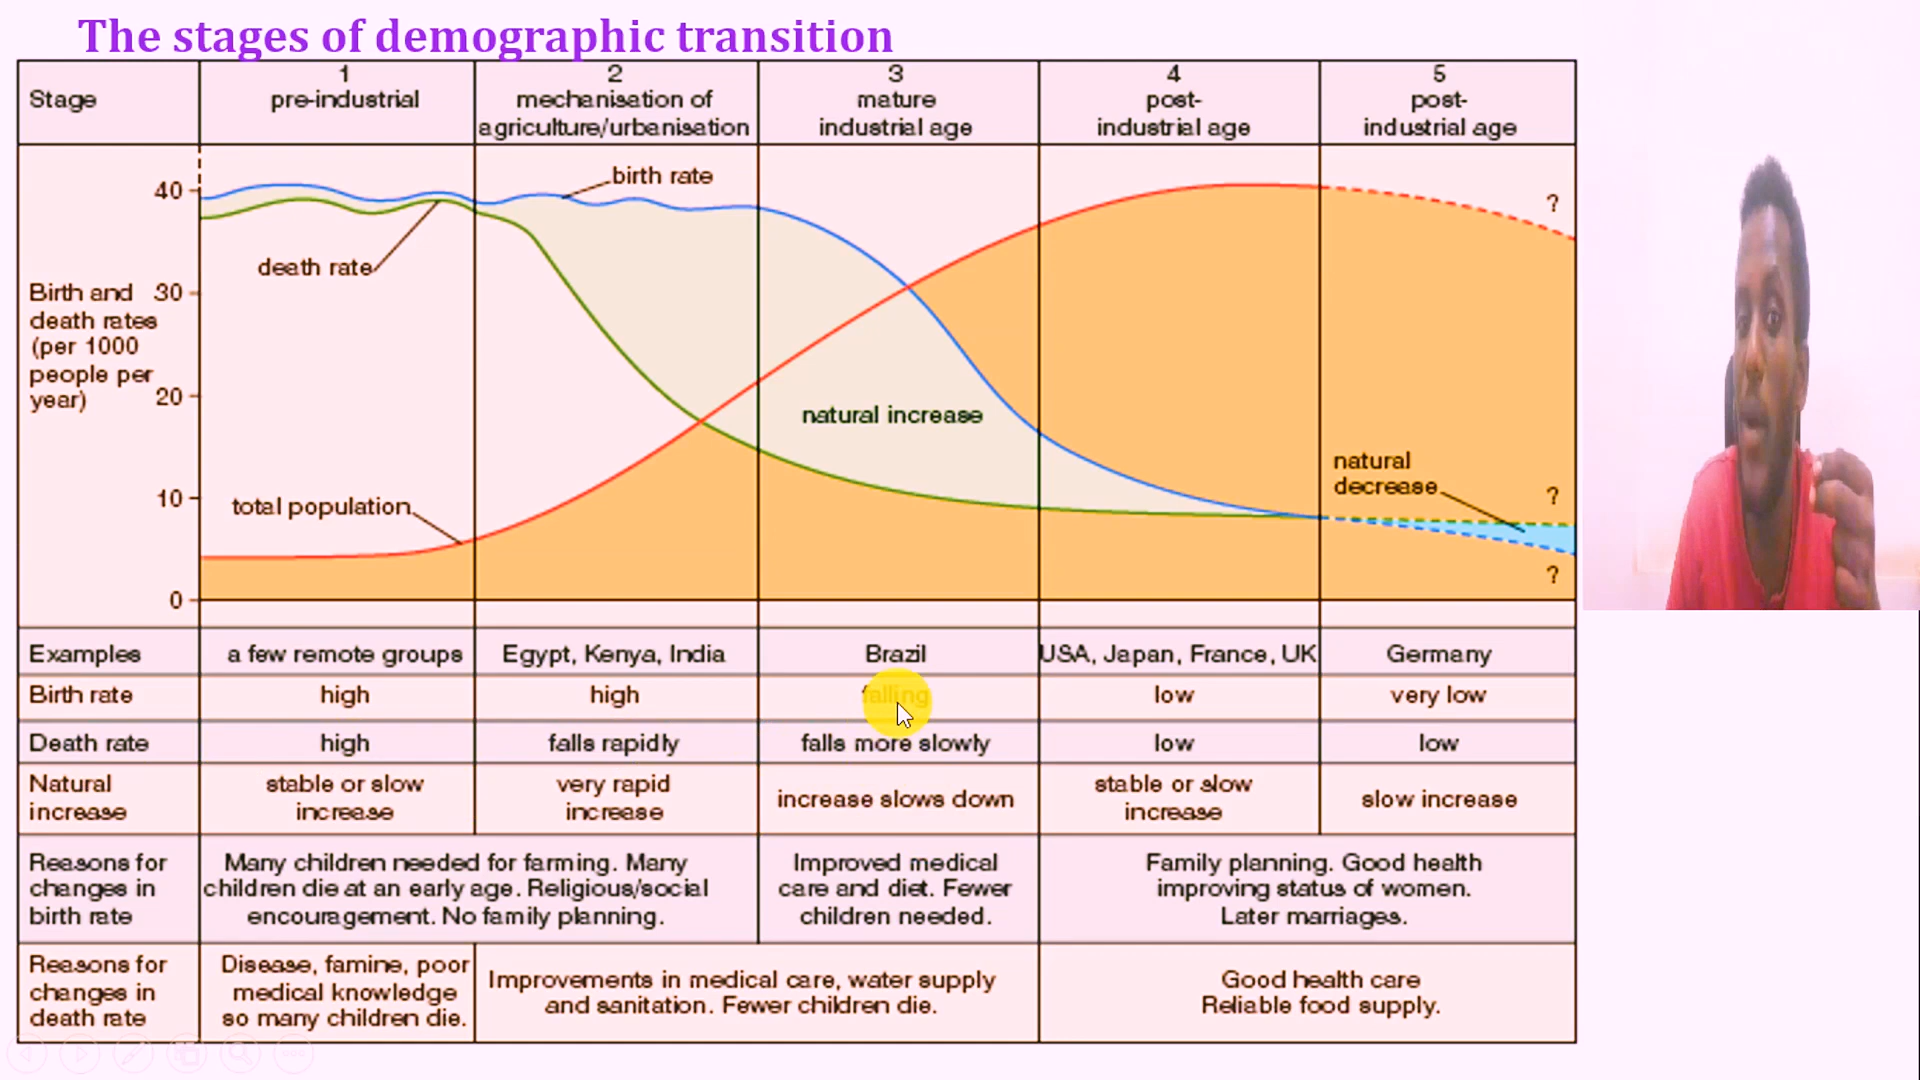 The stages of demographic transition
Stage
1
pre-industrial
2
mechanisation of
agriculture/urbanisation
3
mature
industrial age
4
post-
industrial age
5
post-
industrial age
Birth and
death rates
(per 1000
people per
year)
40
30
20
10
0
birth rate
death rate
total population
natural increase
natural
decrease
?
?
?
Examples
a few remote groups
Egypt, Kenya, India
Brazil
USA, Japan, France, UK
Germany
Birth rate
high
high
falling
low
very low
Death rate
high
falls rapidly
falls more slowly
low
low
Natural
increase
stable or slow
increase
very rapid
increase
increase slows down
stable or slow
increase
slow increase
Reasons for
changes in
birth rate
Many children needed for farming. Many
children die at an early age. Religious/social
encouragement. No family planning.
Improved medical
care and diet. Fewer
children needed.
Family planning. Good health
improving status of women.
Later marriages.
Reasons for
changes in
death rate
Disease, famine, poor
medical knowledge
so many children die.
Improvements in medical care, water supply
and sanitation. Fewer children die.
Good health care
Reliable food supply.